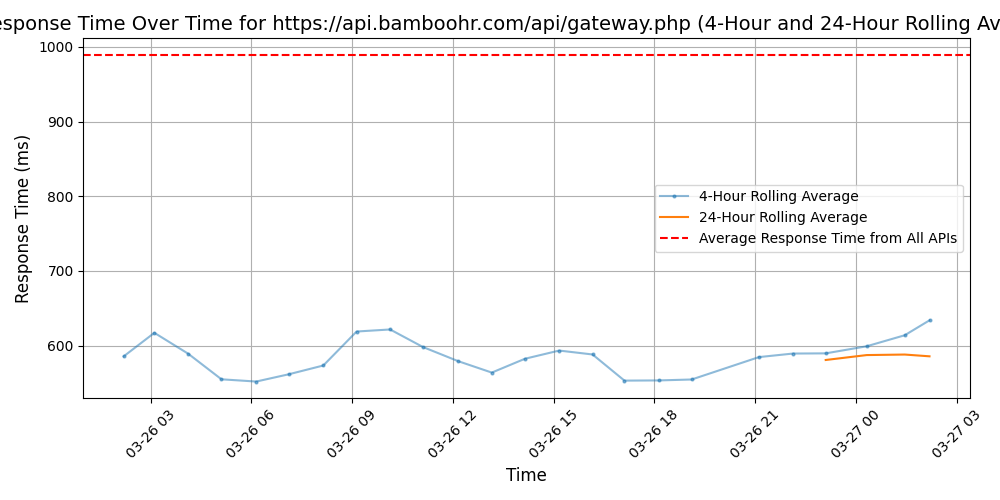 esponse Time Over Time for https://api.bamboohr.com/api/gateway.php (4-Hour and 24-Hour Rolling Av
1000
900
800
700
600
Response Time (ms)
4-Hour Rolling Average
24-Hour Rolling Average
Average Response Time from All APIs
03-26 03
03-26 06
03-26 09
03-26 12
03-26 15
03-26 18
03-26 21
03-27 00
03-27 03
Time